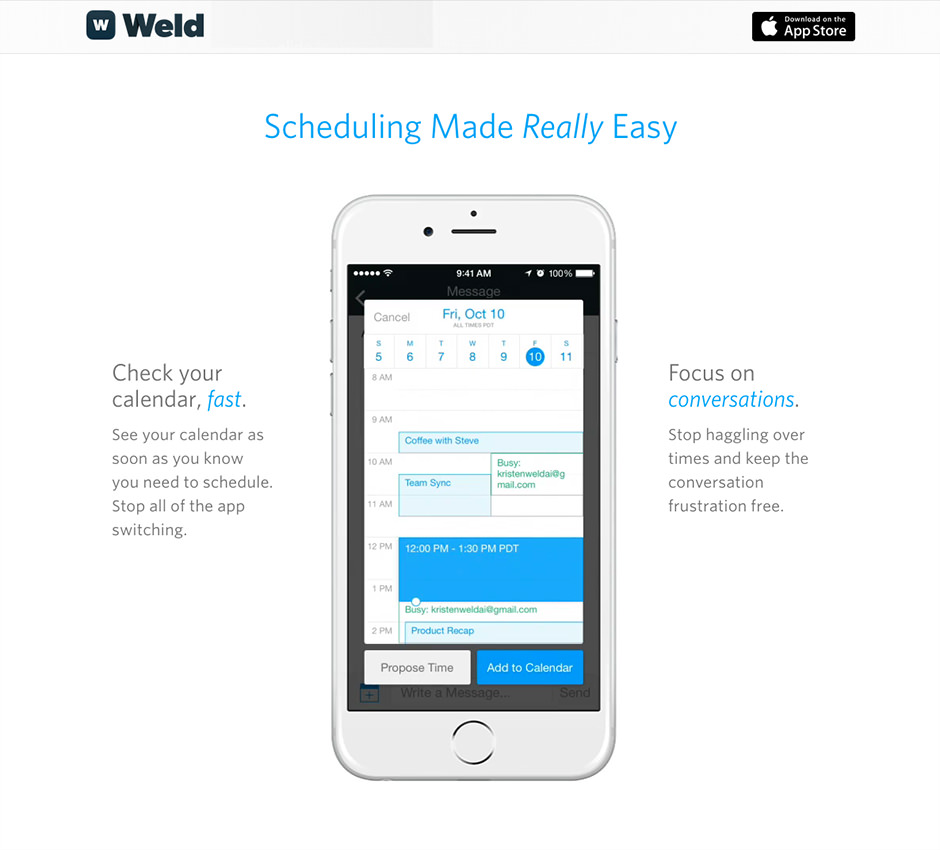 W Weld
Download on the
App Store
Scheduling Made Really Easy
Check your
calendar, fast.
See your calendar as
soon as you know
you need to schedule.
Stop all of the app
switching.
9:41 AM
100%
Message
Cancel
Fri, Oct 10
ALL TIMES PDT
S M T W T F S
5 6 7 8 9 10 11
8 AM
9 AM
Coffee with Steve
10 AM
Busy:
kristenweldai@g
mail.com
Team Sync
11 AM
12 PM
12:00 PM - 1:30 PM PDT
1 PM
Busy: kristenweldai@gmail.com
2 PM
Product Recap
Propose Time
Add to Calendar
Write a Message...
Send
Focus on
conversations.
Stop haggling over
times and keep the
conversation
frustration free.